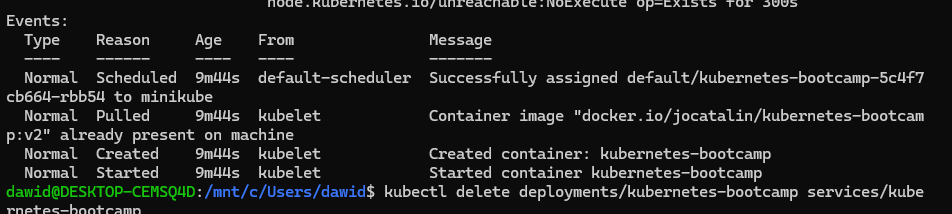 node.kubernetes.io/unreachable:NoExecute op=Exists for 300s
Events:
  Type    Reason     Age    From               Message
  ----    ------     ----   ----               -------
  Normal  Scheduled  9m44s  default-scheduler  Successfully assigned default/kubernetes-bootcamp-5c4f7
cb664-rbb54 to minikube
  Normal  Pulled     9m44s  kubelet            Container image "docker.io/jocatalin/kubernetes-bootcam
p:v2" already present on machine
  Normal  Created    9m44s  kubelet            Created container: kubernetes-bootcamp
  Normal  Started    9m44s  kubelet            Started container kubernetes-bootcamp
dawid@DESKTOP-CEMSQ4D:/mnt/c/Users/dawid$ kubectl delete deployments/kubernetes-bootcamp services/kube
rnetes-bootcamp